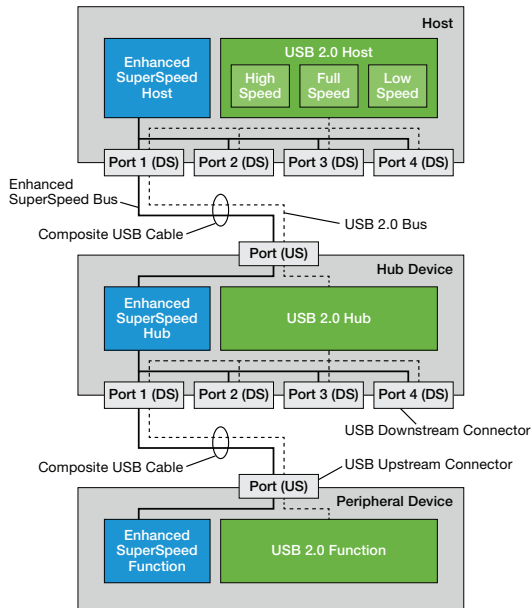 Host
Enhanced
SuperSpeed
Host
USB 2.0 Host
High
Speed
Full
Speed
Low
Speed
Port 1 (DS)
Port 2 (DS)
Port 3 (DS)
Port 4 (DS)
Enhanced
SuperSpeed Bus
USB 2.0 Bus
Composite USB Cable
Port (US)
Hub Device
Enhanced
SuperSpeed
Hub
USB 2.0 Hub
Port 1 (DS)
Port 2 (DS)
Port 3 (DS)
Port 4 (DS)
USB Downstream Connector
Composite USB Cable
USB Upstream Connector
Port (US)
Peripheral Device
Enhanced
SuperSpeed
Function
USB 2.0 Function